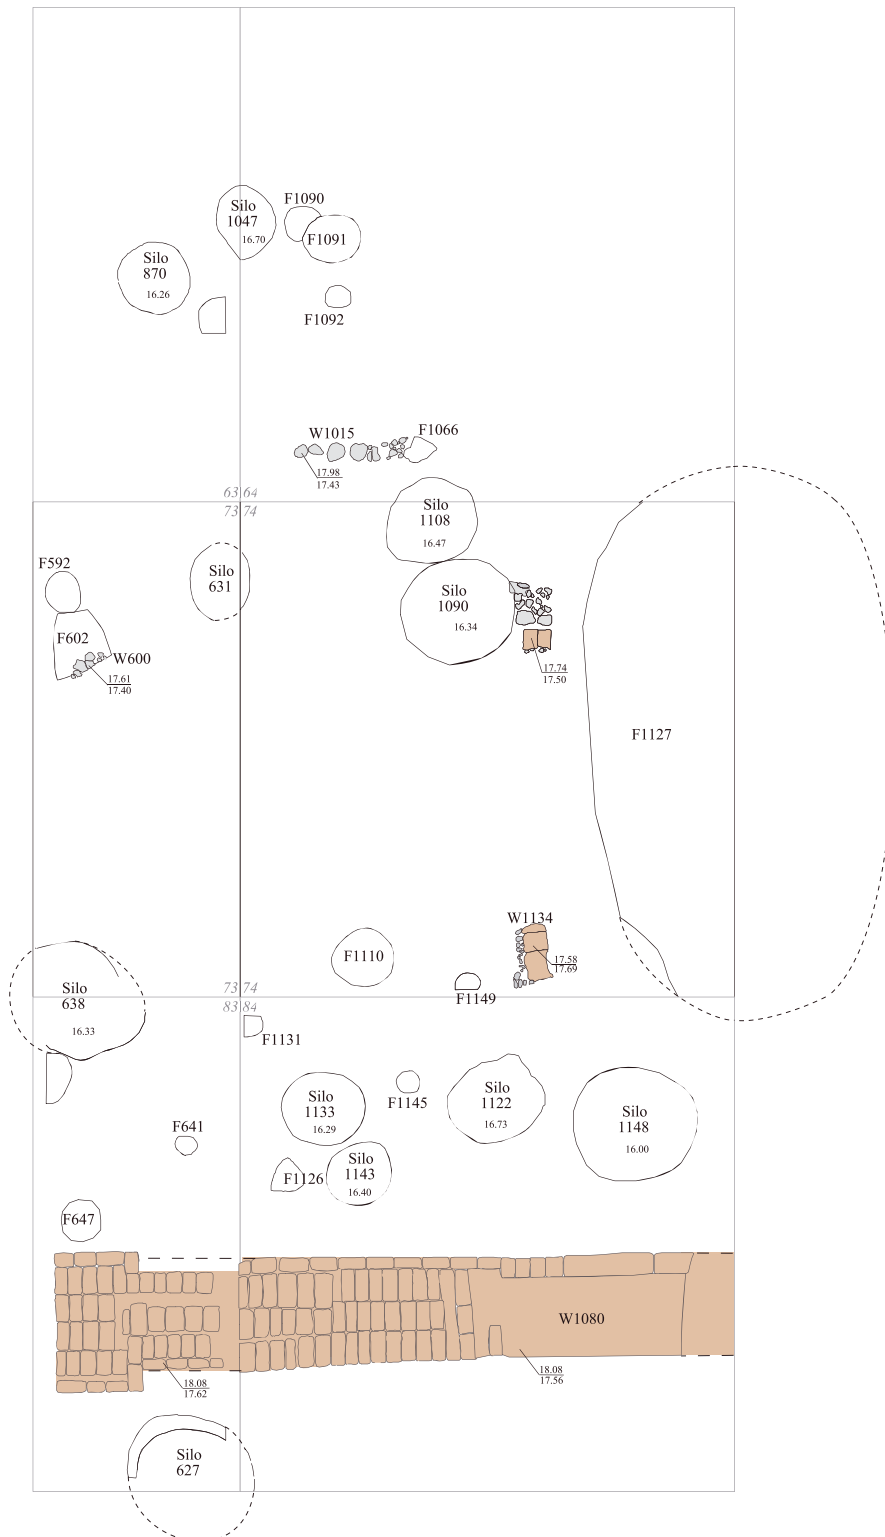 F1090
Silo
1047
16.70
F1091
Silo
870
16.26
F1092
W1015
F1066
17.98
17.43
63 64
73 74
Silo
1108
16.47
F592
Silo
631
Silo
1090
16.34
F602
W600
17.61
17.40
17.74
17.50
F1127
W1134
F1110
17.58
17.69
Silo
638
16.33
73 74
83 84
F1149
F1131
F1145
Silo
1133
16.29
Silo
1122
16.73
Silo
1148
16.00
F641
Silo
1143
16.40
F1126
F647
W1080
18.08
17.62
18.08
17.56
Silo
627